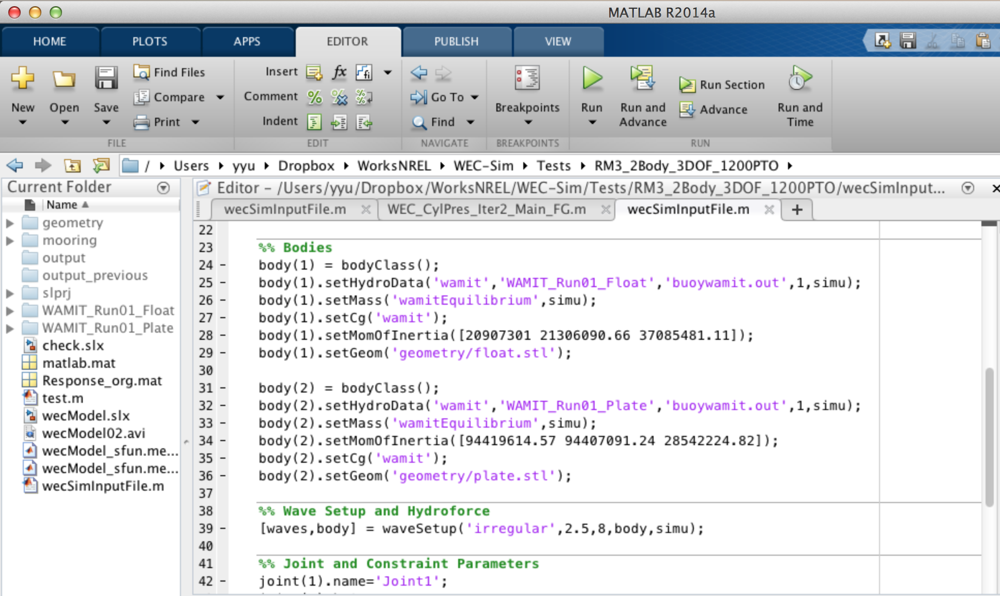 MATLAB R2014a
HOME PLOTS APPS EDITOR PUBLISH VIEW
New Open Save Find Files Compare Print
FILE
Insert fx fi
Comment % % %
Indent
EDIT
Go To Find
NAVIGATE
Breakpoints
BREAKPOINTS
Run Run and Advance Run Section Advance Run and Time
RUN
/ Users yyu Dropbox WorksNREL WEC-Sim Tests RM3_2Body_3DOF_1200PTO
Current Folder
Name
geometry
mooring
output
output_previous
slprj
WAMIT_Run01_Float
WAMIT_Run01_Plate
check.slx
matlab.mat
Response_org.mat
test.m
wecModel.slx
wecModel02.avi
wecModel_sfun.me...
wecModel_sfun.me...
wecSimInputFile.m
Editor - /Users/yyu/Dropbox/WorksNREL/WEC-Sim/Tests/RM3_2Body_3DOF_1200PTO/wecSimInput...
wecSimInputFile.m WEC_CylPres_Iter2_Main_FG.m wecSimInputFile.m +
22
23 %% Bodies
24 - body(1) = bodyClass();
25 - body(1).setHydroData('wamit','WAMIT_Run01_Float','buoywamit.out',1,simu);
26 - body(1).setMass('wamitEquilibrium',simu);
27 - body(1).setCg('wamit');
28 - body(1).setMomOfInertia([20907301 21306090.66 37085481.11]);
29 - body(1).setGeom('geometry/float.stl');
30
31 - body(2) = bodyClass();
32 - body(2).setHydroData('wamit','WAMIT_Run01_Plate','buoywamit.out',1,simu);
33 - body(2).setMass('wamitEquilibrium',simu);
34 - body(2).setMomOfInertia([94419614.57 94407091.24 28542224.82]);
35 - body(2).setCg('wamit');
36 - body(2).setGeom('geometry/plate.stl');
37
38 %% Wave Setup and Hydroforce
39 - [waves,body] = waveSetup('irregular',2.5,8,body,simu);
40
41 %% Joint and Constraint Parameters
42 - joint(1).name='Joint1';